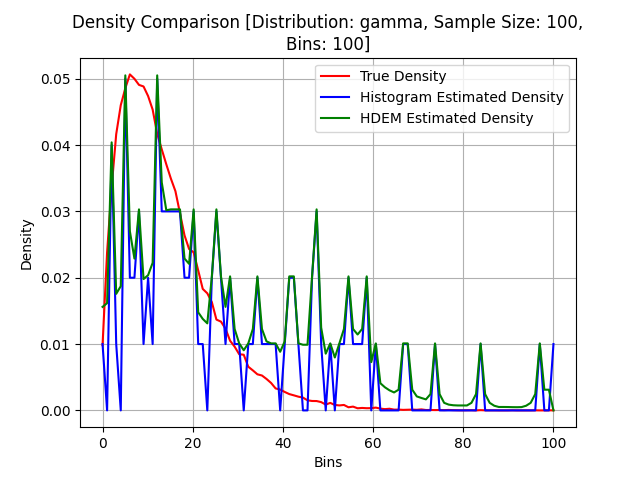 Density Comparison [Distribution: gamma, Sample Size: 100,
Bins: 100]
True Density
Histogram Estimated Density
HDEM Estimated Density
Density
0.05
0.04
0.03
0.02
0.01
0.00
0
20
40
60
80
100
Bins